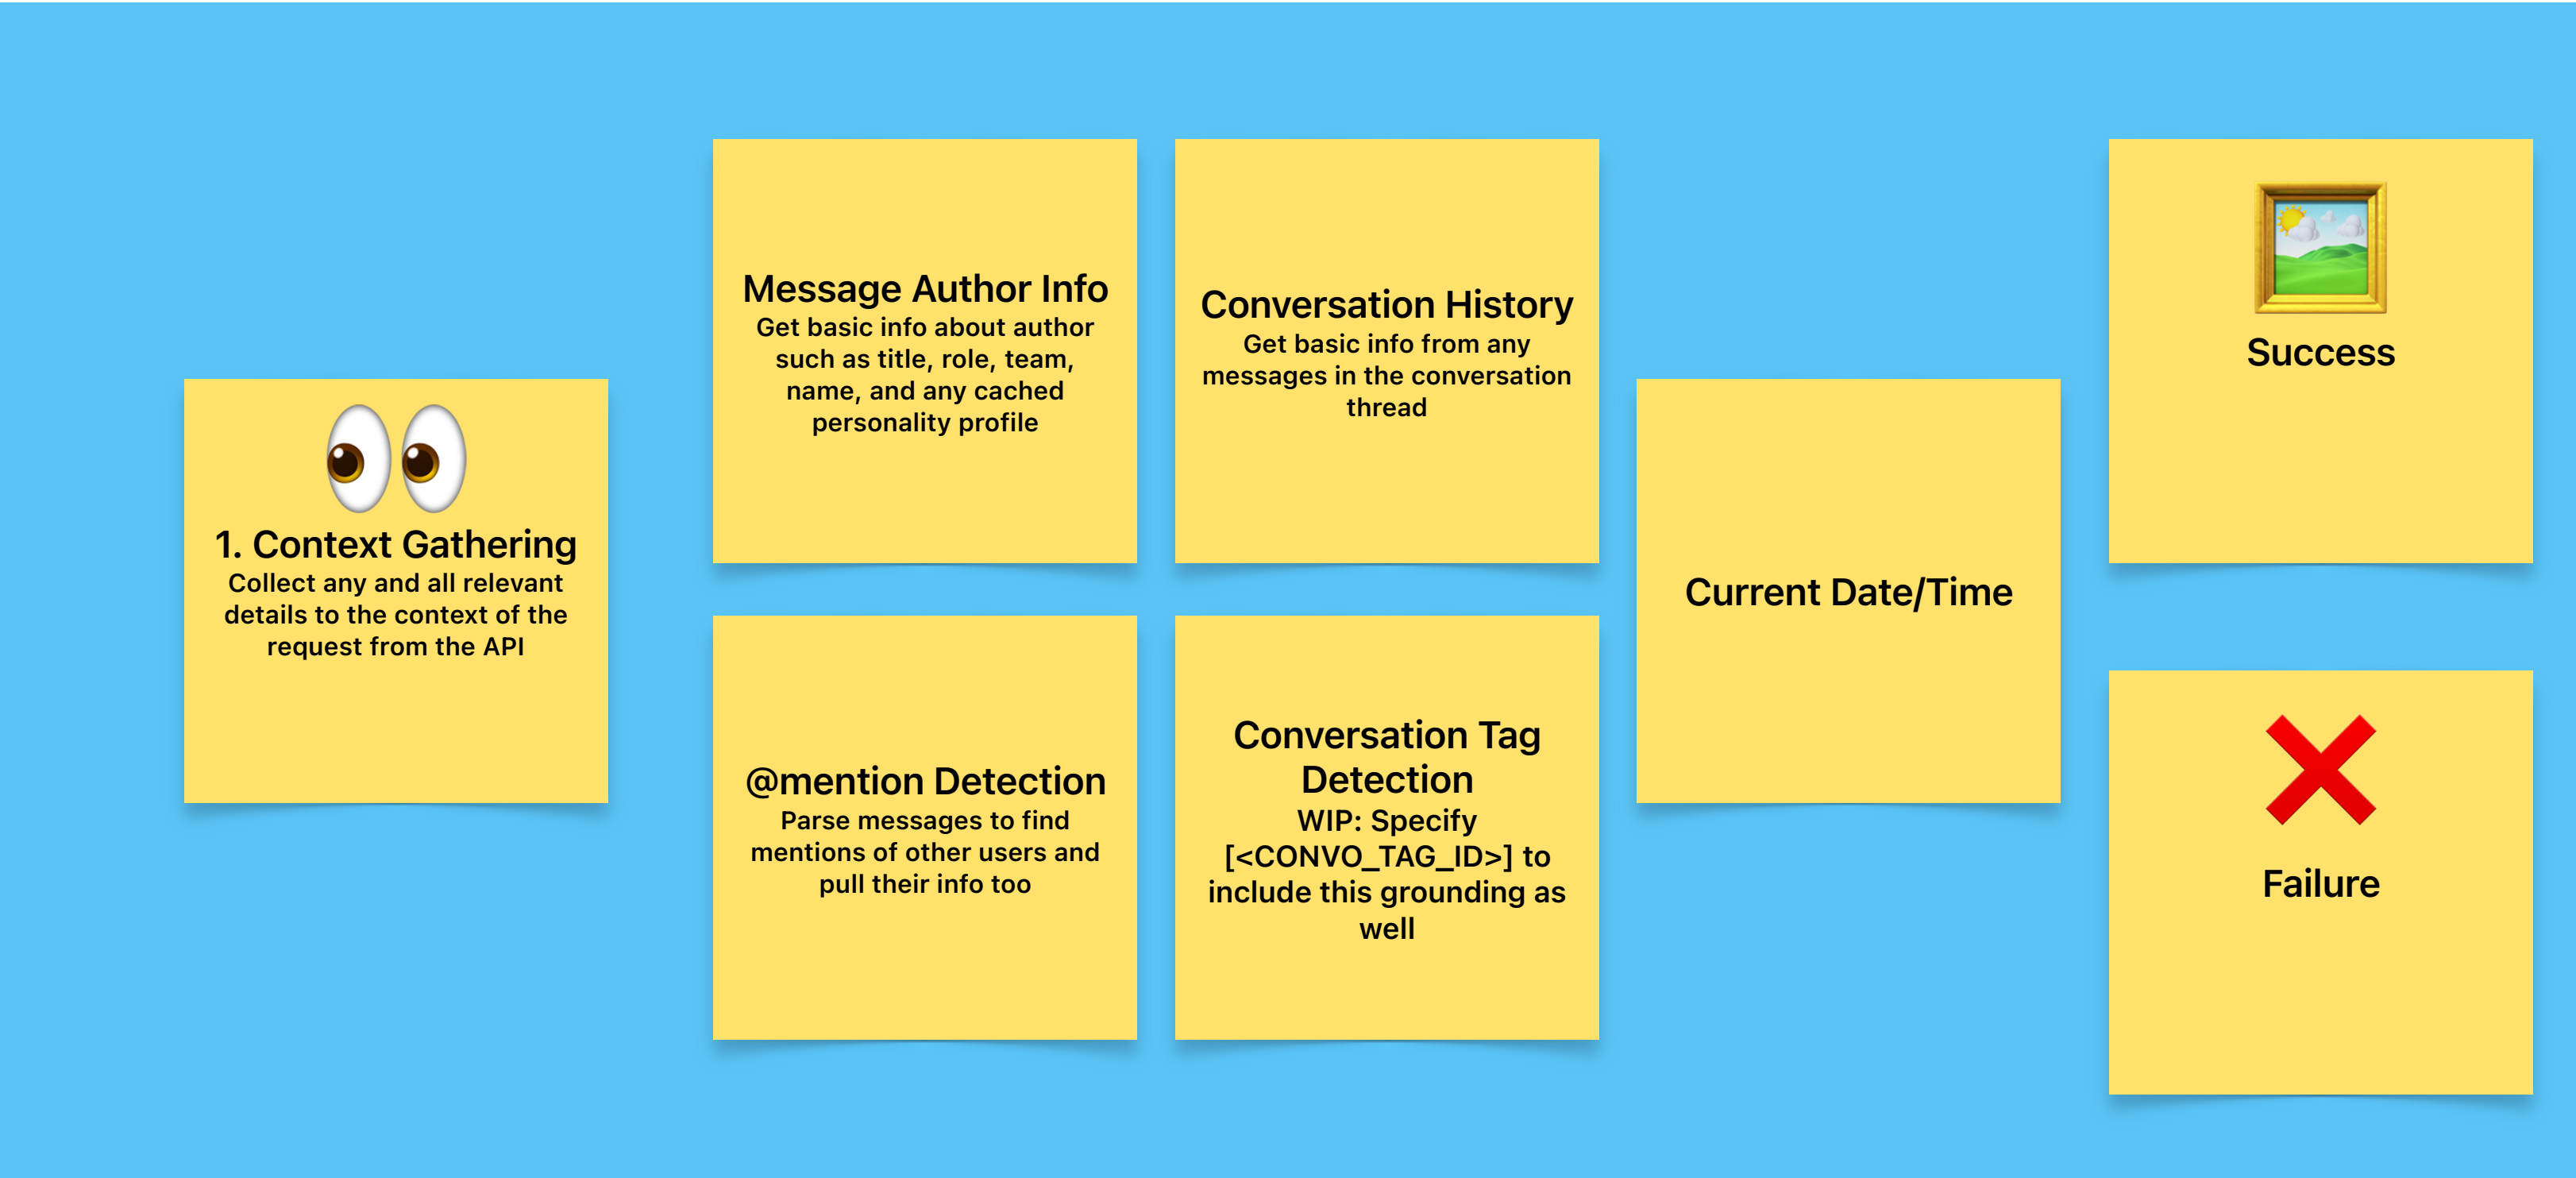 1. Context Gathering
Collect any and all relevant
details to the context of the
request from the API
Message Author Info
Get basic info about author
such as title, role, team,
name, and any cached
personality profile
Conversation History
Get basic info from any
messages in the conversation
thread
@mention Detection
Parse messages to find
mentions of other users and
pull their info too
Conversation Tag
Detection
WIP: Specify
[<CONVO_TAG_ID>] to
include this grounding as
well
Current Date/Time
Success
Failure